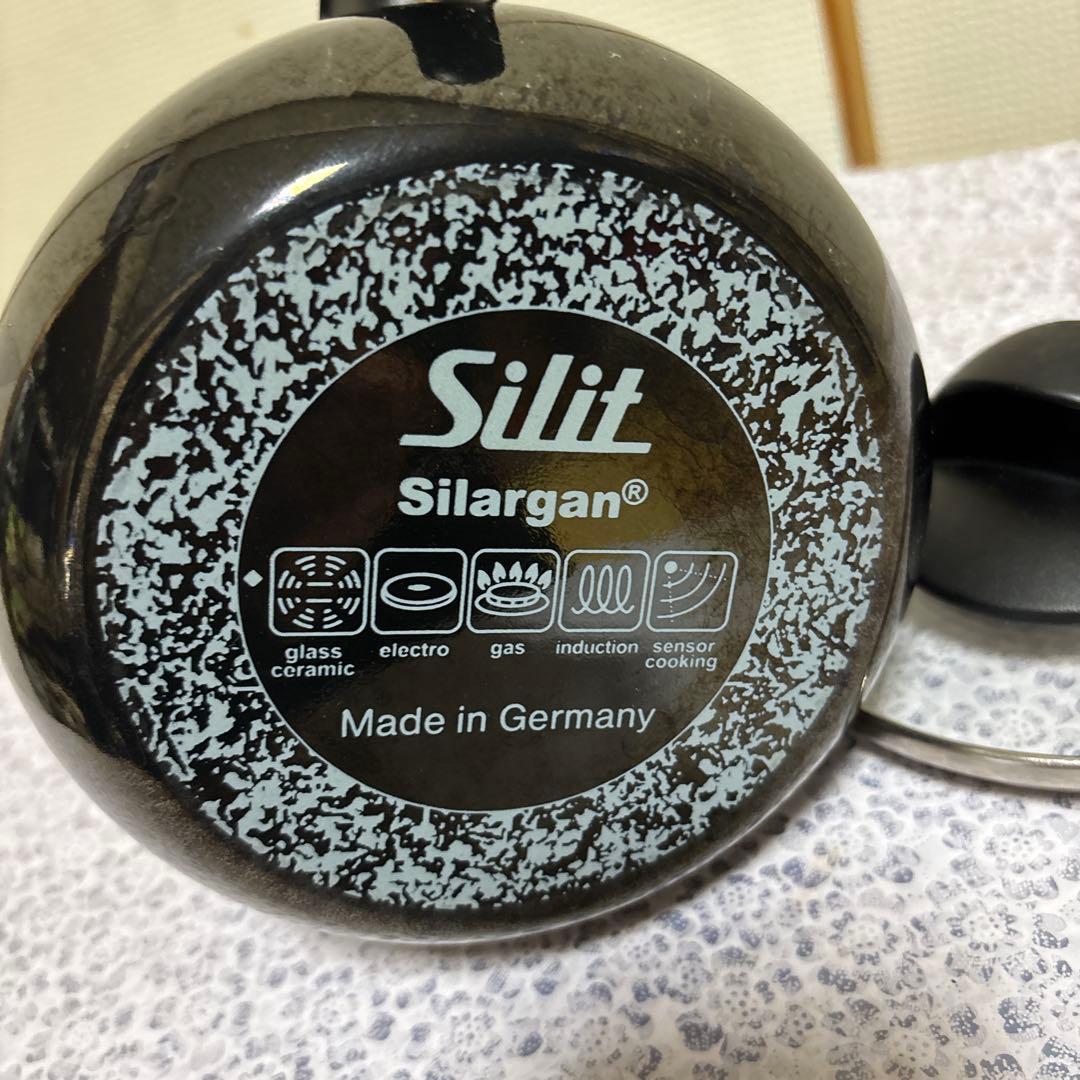 Silit
Silargan®
glass ceramic electro gas induction sensor cooking
Made in Germany